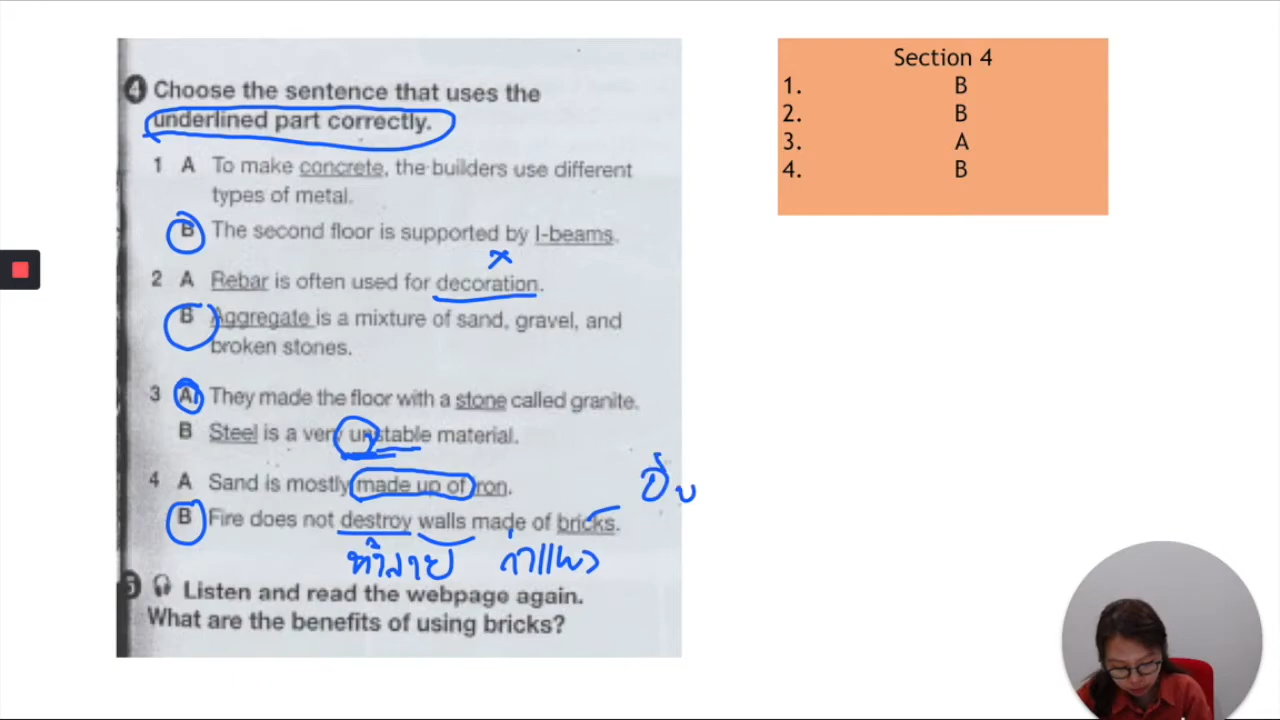 4 Choose the sentence that uses the
underlined part correctly.
1 A To make concrete, the builders use different
types of metal.
B The second floor is supported by I-beams.
2 A Rebar is often used for decoration.
B Aggregate is a mixture of sand, gravel, and
broken stones.
3 A They made the floor with a stone called granite.
B Steel is a very unstable material.
4 A Sand is mostly made up of iron.
B Fire does not destroy walls made of bricks.
อิฐ
ทำลาย กำแพง
5 Listen and read the webpage again.
What are the benefits of using bricks?
Section 4
1. B
2. B
3. A
4. B